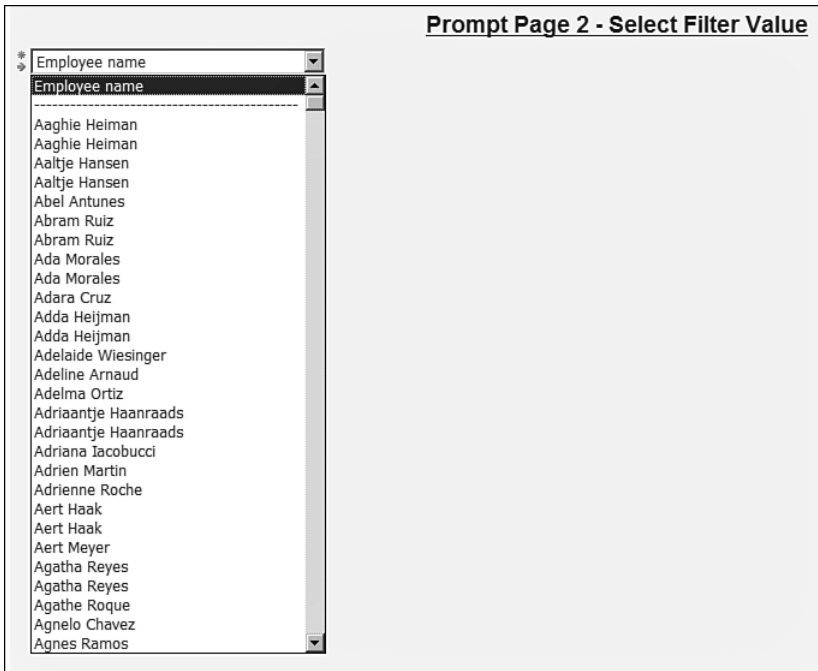 Prompt Page 2 - Select Filter Value
Employee name
Employee name
--------------------------------------------
Aaghie Heiman
Aaghie Heiman
Aaltje Hansen
Aaltje Hansen
Abel Antunes
Abram Ruiz
Abram Ruiz
Ada Morales
Ada Morales
Adara Cruz
Adda Heijman
Adda Heijman
Adelaide Wiesinger
Adeline Arnaud
Adelma Ortiz
Adriaantje Haanraads
Adriaantje Haanraads
Adriana Iacobucci
Adrien Martin
Adrienne Roche
Aert Haak
Aert Haak
Aert Meyer
Agatha Reyes
Agatha Reyes
Agathe Roque
Agnelo Chavez
Agnes Ramos